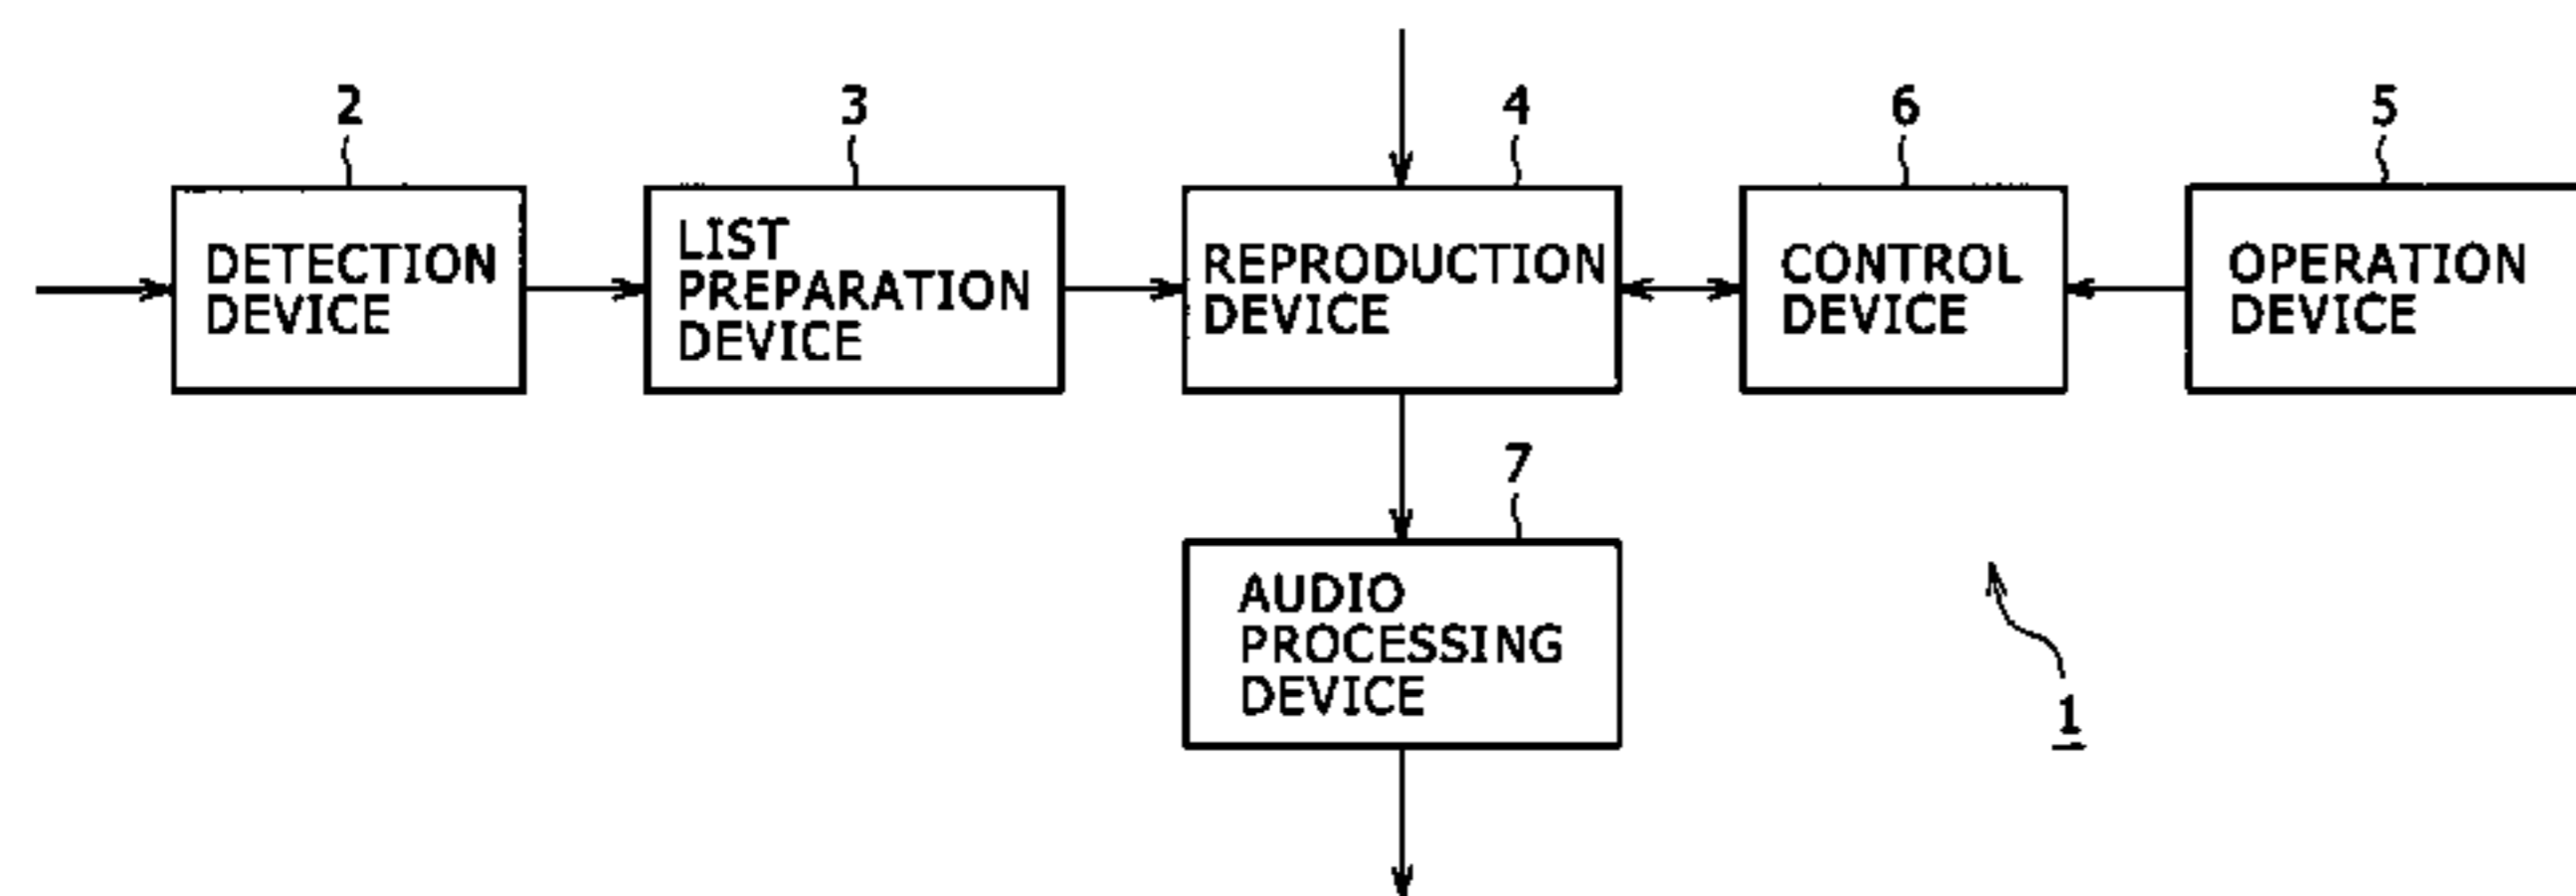 2
3
4
6
5
DETECTION
DEVICE
LIST
PREPARATION
DEVICE
REPRODUCTION
DEVICE
CONTROL
DEVICE
OPERATION
DEVICE
7
AUDIO
PROCESSING
DEVICE
1